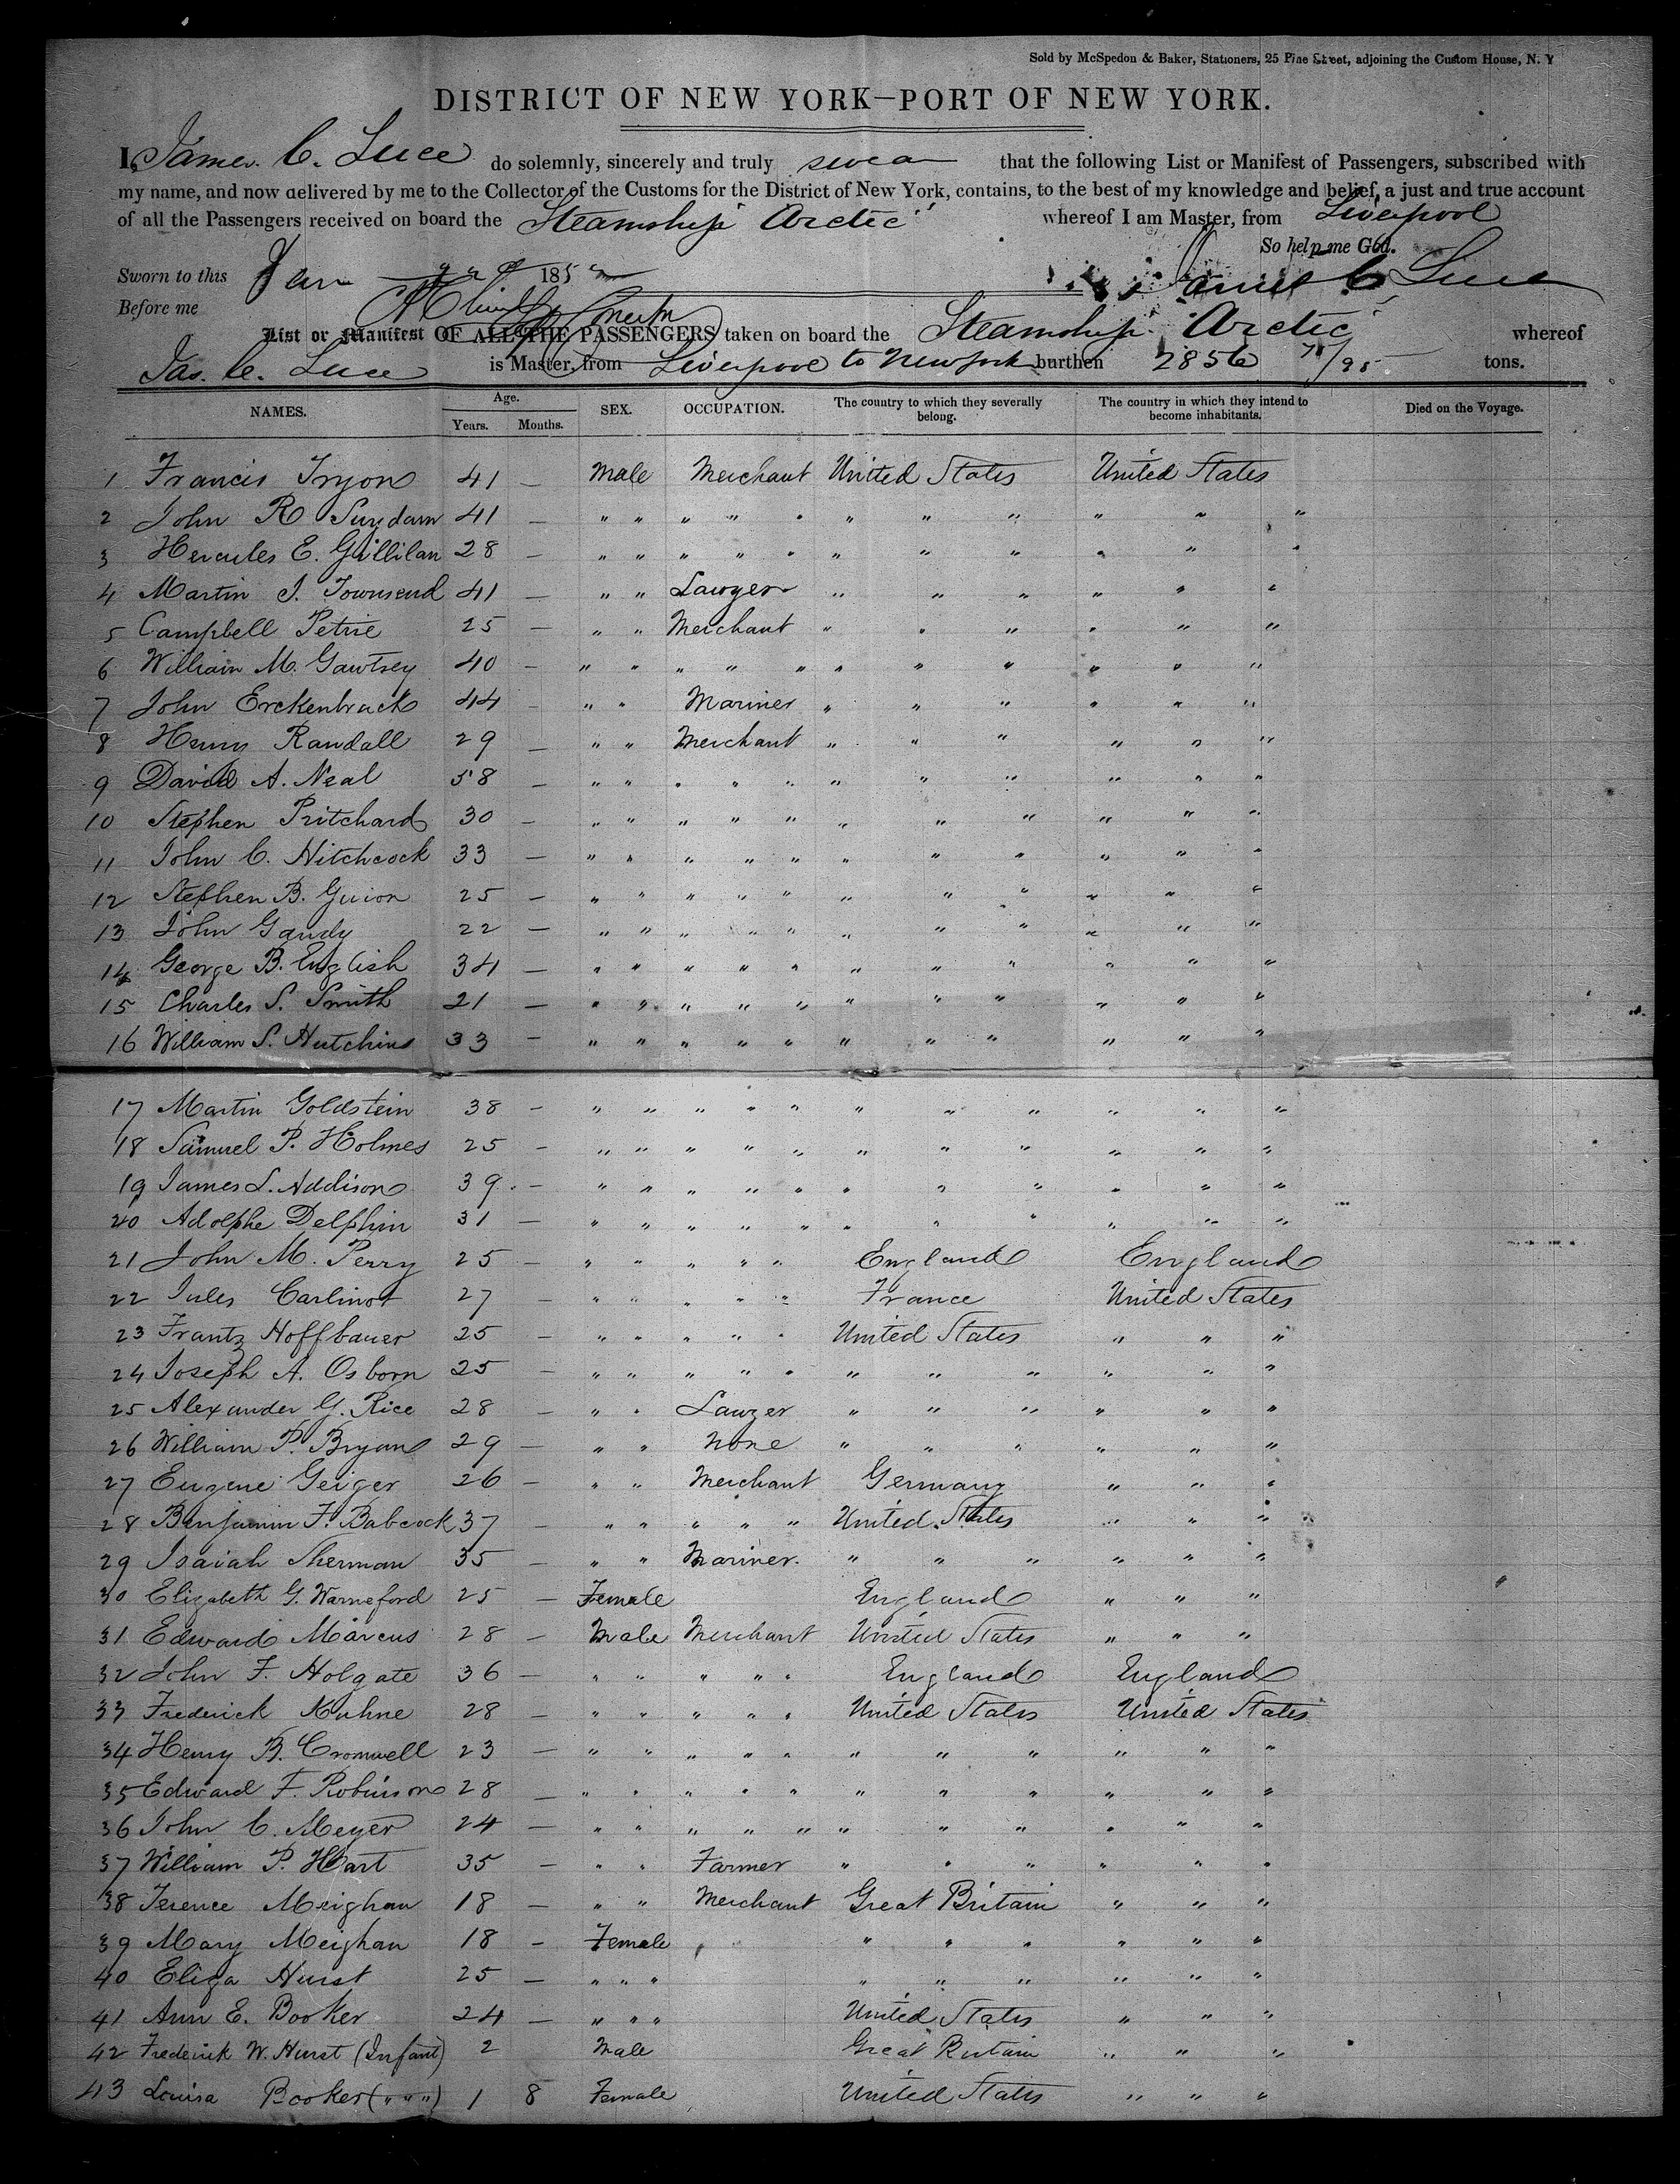 Sold by McSpedon & Baker, Stationers, 25 Pine Street, adjoining the Custom House, N. Y
DISTRICT OF NEW YORK—PORT OF NEW YORK.
I, James C. Luce do solemnly, sincerely and truly swear that the following List or Manifest of Passengers, subscribed with
my name, and now delivered by me to the Collector of the Customs for the District of New York, contains, to the best of my knowledge and belief, a just and true account
of all the Passengers received on board the Steamship Arctic whereof I am Master, from Liverpool
So help me God.
Sworn to this Jan 185
James C Luce
Before me
List or Manifest OF ALL THE PASSENGERS taken on board the Steamship Arctic whereof
Jas. C. Luce is Master, from Liverpool to New York burthen 2856 /95 tons.
NAMES. Age. Years. Months. SEX. OCCUPATION. The country to which they severally belong. The country in which they intend to become inhabitants. Died on the Voyage.
1 Francis Tryon 41 — Male Merchant United States United States
2 John R Suydam 41 — " " " " " " " " " " "
3 Hercules E. Gillilan 28 — " " " " " " " " " " "
4 Martin I. Townsend 41 — " " Lawyer " " " " " "
5 Campbell Petrie 25 — " " Merchant " " " " " "
6 William M. Gawtrey 40 — " " " " " " " " " " "
7 John Erckenbrack 44 " " Mariner " " " " " "
8 Henry Randall 29 — " " Merchant " " " " " "
9 David A. Neal 58 — " " " " " " " " " " "
10 Stephen Pritchard 30 — " " " " " " " " " " "
11 John C. Hitchcock 33 — " " " " " " " " " " "
12 Stephen B. Guion 25 — " " " " " " " " " " "
13 John Gandy 22 — " " " " " " " " " " "
14 George B. English 34 — " " " " " " " " " " "
15 Charles S. Smith 21 — " " " " " " " " " " "
16 William S. Hutchins 33 — " " " " " " " " " " "
17 Martin Goldstein 38 — " " " " " " " " " " "
18 Samuel P. Holmes 25 — " " " " " " " " " " "
19 James L. Addison 39. — " " " " " " " " " " "
20 Adolphe Delphin 31 — " " " " " " " " " " "
21 John M. Perry 25 — " " " " " England England
22 Jules Carlinot 27 — " " " " " France United States
23 Frantz Hoffbauer 25 — " " " " " United States " " "
24 Joseph A. Osborn 25 — " " " " " " " " " " "
25 Alexander G. Rice 28 — " " Lawyer " " " " " "
26 William P. Bryan 29 — " " None " " " " " "
27 Eugene Geiger 26 — " " Merchant Germany " " "
28 Benjamin F. Babcock 37 — " " " " " United States " " "
29 Isaiah Sherman 35 — " " Mariner. " " " " " "
30 Elizabeth G. Warneford 25 — Female England " " "
31 Edward Marcus 28 — Male Merchant United States " " "
32 John F. Holgate 36 — " " " " " England England
33 Frederick Kuhne 28 — " " " " " United States United States
34 Henry B. Cromwell 23 — " " " " " " " " " " "
35 Edward F. Robinson 28 — " " " " " " " " " " "
36 John C. Meyer 24 — " " " " " " " " " " "
37 William P. Hart 35 — " " Farmer " " " " " "
38 Terence Meighan 18 — " " Merchant Great Britain " " "
39 Mary Meighan 18 — Female " " " " " "
40 Eliza Hurst 25 — " " " " " " " " "
41 Ann E. Booker 24 — " " " United States " " "
42 Frederick W. Hurst (Infant) 2 Male Great Britain " " "
43 Louisa Booker (" " ") 1 8 Female United States " " "